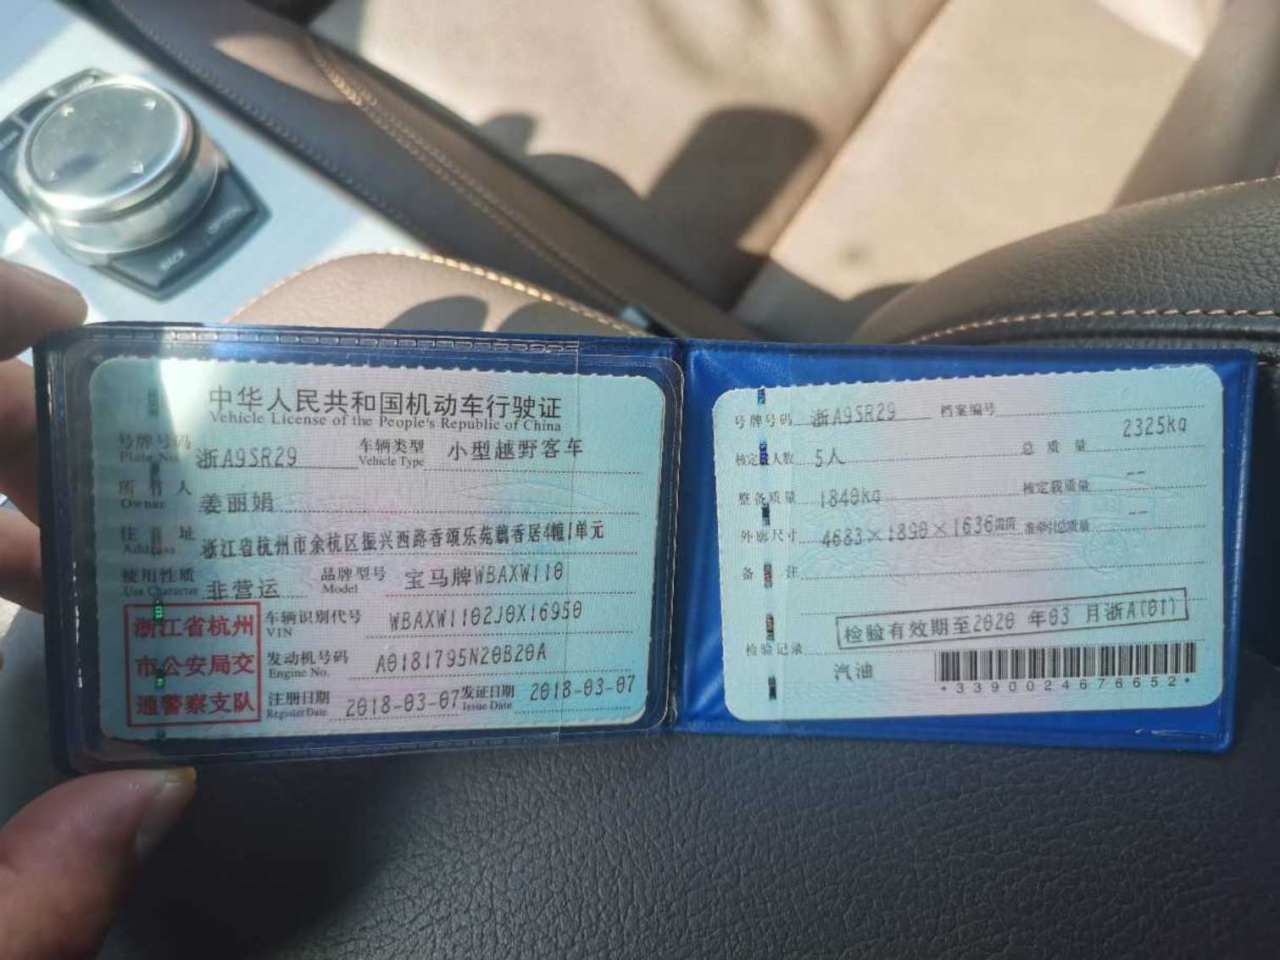 BACK
OPTION
中华人民共和国机动车行驶证
Vehicle License of the People's Republic of China
号牌号码 浙A9SR29 车辆类型 小型越野客车
Plate No. Vehicle Type
所有人 姜丽娟
Owner
住址 浙江省杭州市余杭区振兴西路香颂乐苑藕香居4幢1单元
Address
使用性质 非营运 品牌型号 宝马牌WBAXW110
Use Character Model
浙江省杭州
市公安局交
通警察支队
车辆识别代号 WBAXW1102J0X16950
VIN
发动机号码 A0181795N20B20A
Engine No.
注册日期 2018-03-07 发证日期 2018-03-07
Register Date Issue Date
号牌号码 浙A9SR29 档案编号
核定人数 5人 总质量 2325kg
整备质量 1840kg 核定载质量 --
外廓尺寸 4683×1890×1636 准牵引总质量 --
备注
检验有效期至2020 年03 月浙A(01)
检验记录
汽油
*3390024676652*